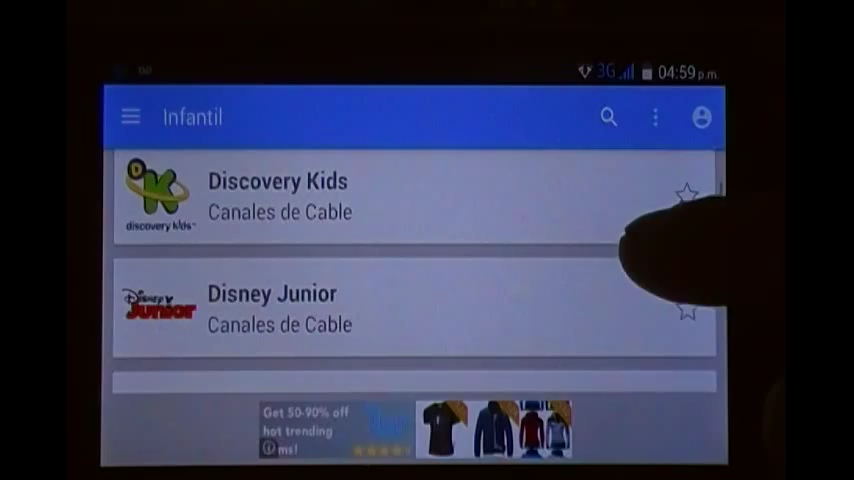 3G 04:59 p.m.
Infantil
D
K
discovery kids
Discovery Kids
Canales de Cable
Disney
Junior
Disney Junior
Canales de Cable
Get 50-90% off
hot trending
ms!